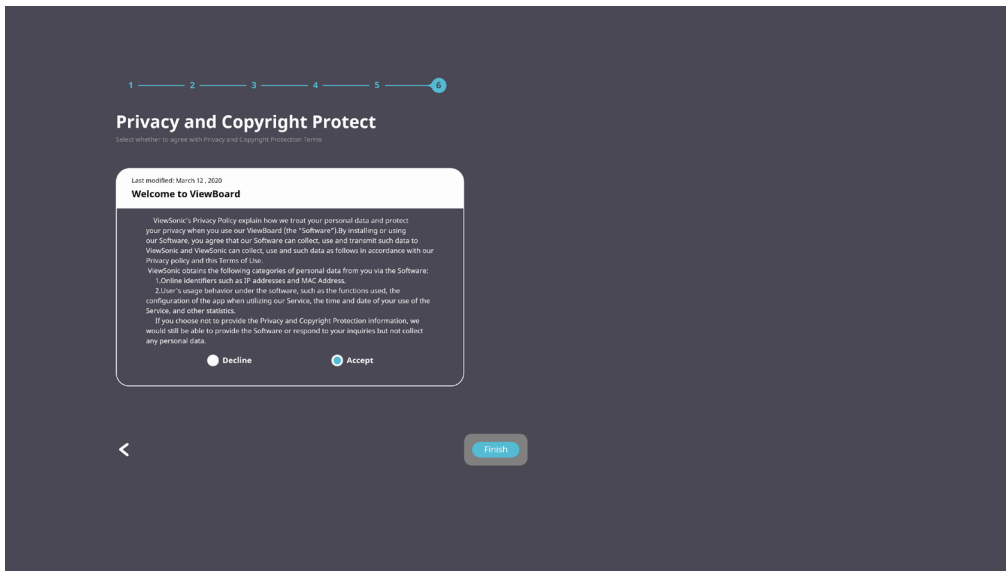 1 2 3 4 5 6
Privacy and Copyright Protect
Select whether to agree with Privacy and Copyright Protection Terms
Last modified: March 12 , 2020
Welcome to ViewBoard
ViewSonic's Privacy Policy explain how we treat your personal data and protect
your privacy when you use our ViewBoard (the "Software").By installing or using
our Software, you agree that our Software can collect, use and transmit such data to
ViewSonic and ViewSonic can collect, use and such data as follows in accordance with our
Privacy policy and this Terms of Use.
ViewSonic obtains the following categories of personal data from you via the Software:
1.Online identifiers such as IP addresses and MAC Address.
2.User's usage behavior under the software, such as the functions used, the
configuration of the app when utilizing our Service, the time and date of your use of the
Service, and other statistics.
If you choose not to provide the Privacy and Copyright Protection information, we
would still be able to provide the Software or respond to your inquiries but not collect
any personal data.
Decline Accept
Finish